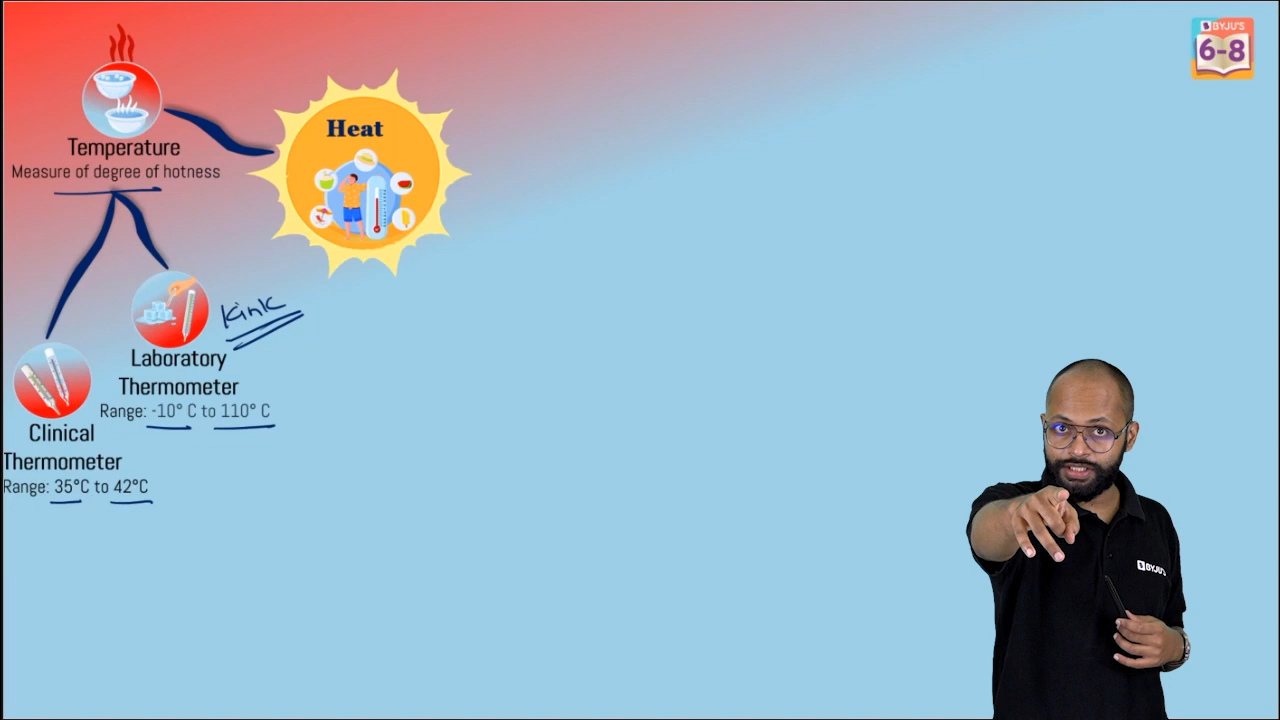 BYJU'S
6-8
Heat
Temperature
Measure of degree of hotness
Kink
Laboratory
Thermometer
Range: -10° C to 110° C
Clinical
Thermometer
Range: 35°C to 42°C
BYJU'S